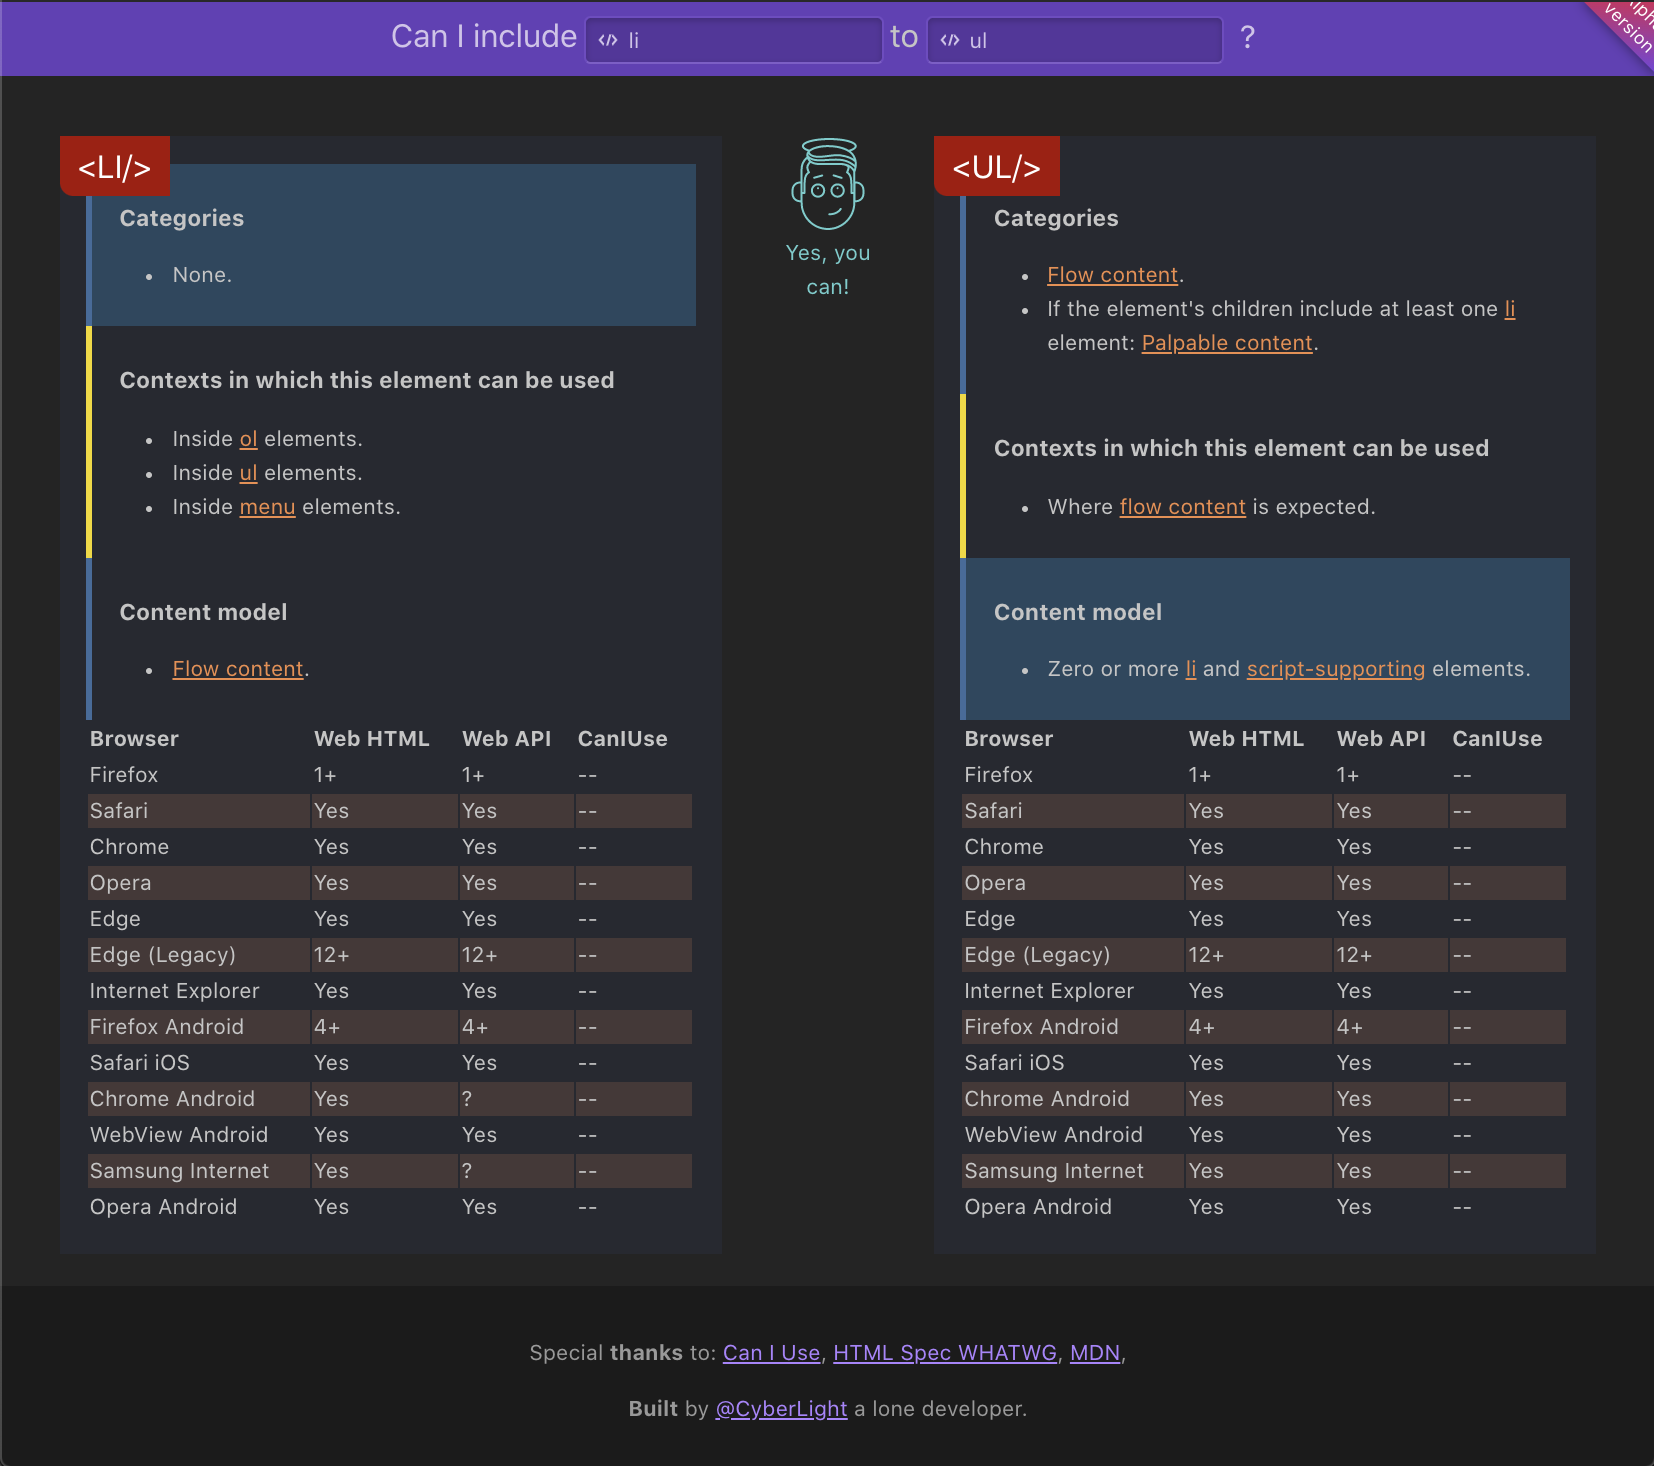 Can I include </> li to </> ul ?
version
<LI/>
Categories
• None.
Contexts in which this element can be used
• Inside ol elements.
• Inside ul elements.
• Inside menu elements.
Content model
• Flow content.
Browser Web HTML Web API CanIUse
Firefox 1+ 1+ --
Safari Yes Yes --
Chrome Yes Yes --
Opera Yes Yes --
Edge Yes Yes --
Edge (Legacy) 12+ 12+ --
Internet Explorer Yes Yes --
Firefox Android 4+ 4+ --
Safari iOS Yes Yes --
Chrome Android Yes ? --
WebView Android Yes Yes --
Samsung Internet Yes ? --
Opera Android Yes Yes --
Yes, you
can!
<UL/>
Categories
• Flow content.
• If the element's children include at least one li
element: Palpable content.
Contexts in which this element can be used
• Where flow content is expected.
Content model
• Zero or more li and script-supporting elements.
Browser Web HTML Web API CanIUse
Firefox 1+ 1+ --
Safari Yes Yes --
Chrome Yes Yes --
Opera Yes Yes --
Edge Yes Yes --
Edge (Legacy) 12+ 12+ --
Internet Explorer Yes Yes --
Firefox Android 4+ 4+ --
Safari iOS Yes Yes --
Chrome Android Yes Yes --
WebView Android Yes Yes --
Samsung Internet Yes Yes --
Opera Android Yes Yes --
Special thanks to: Can I Use, HTML Spec WHATWG, MDN,
Built by @CyberLight a lone developer.